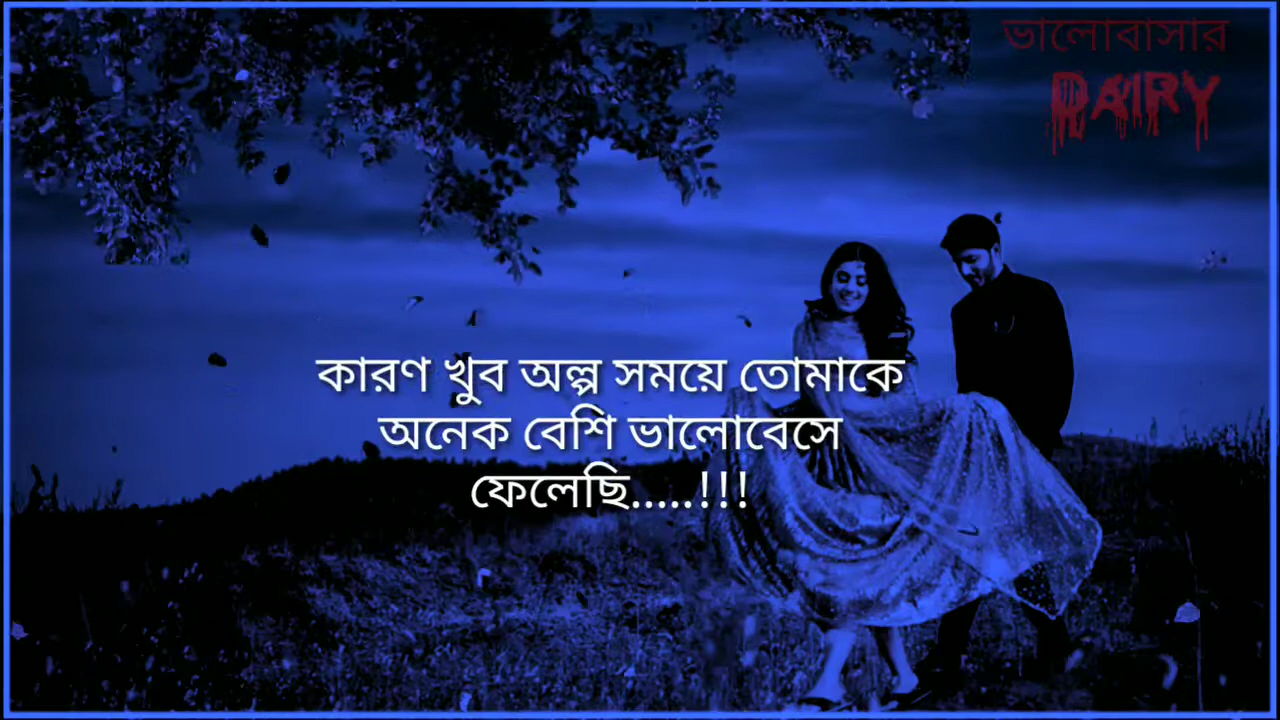 ভালোবাসার
DAIRY
কারণ খুব অল্প সময়ে তোমাকে
অনেক বেশি ভালোবেসে
ফেলেছি.....!!!